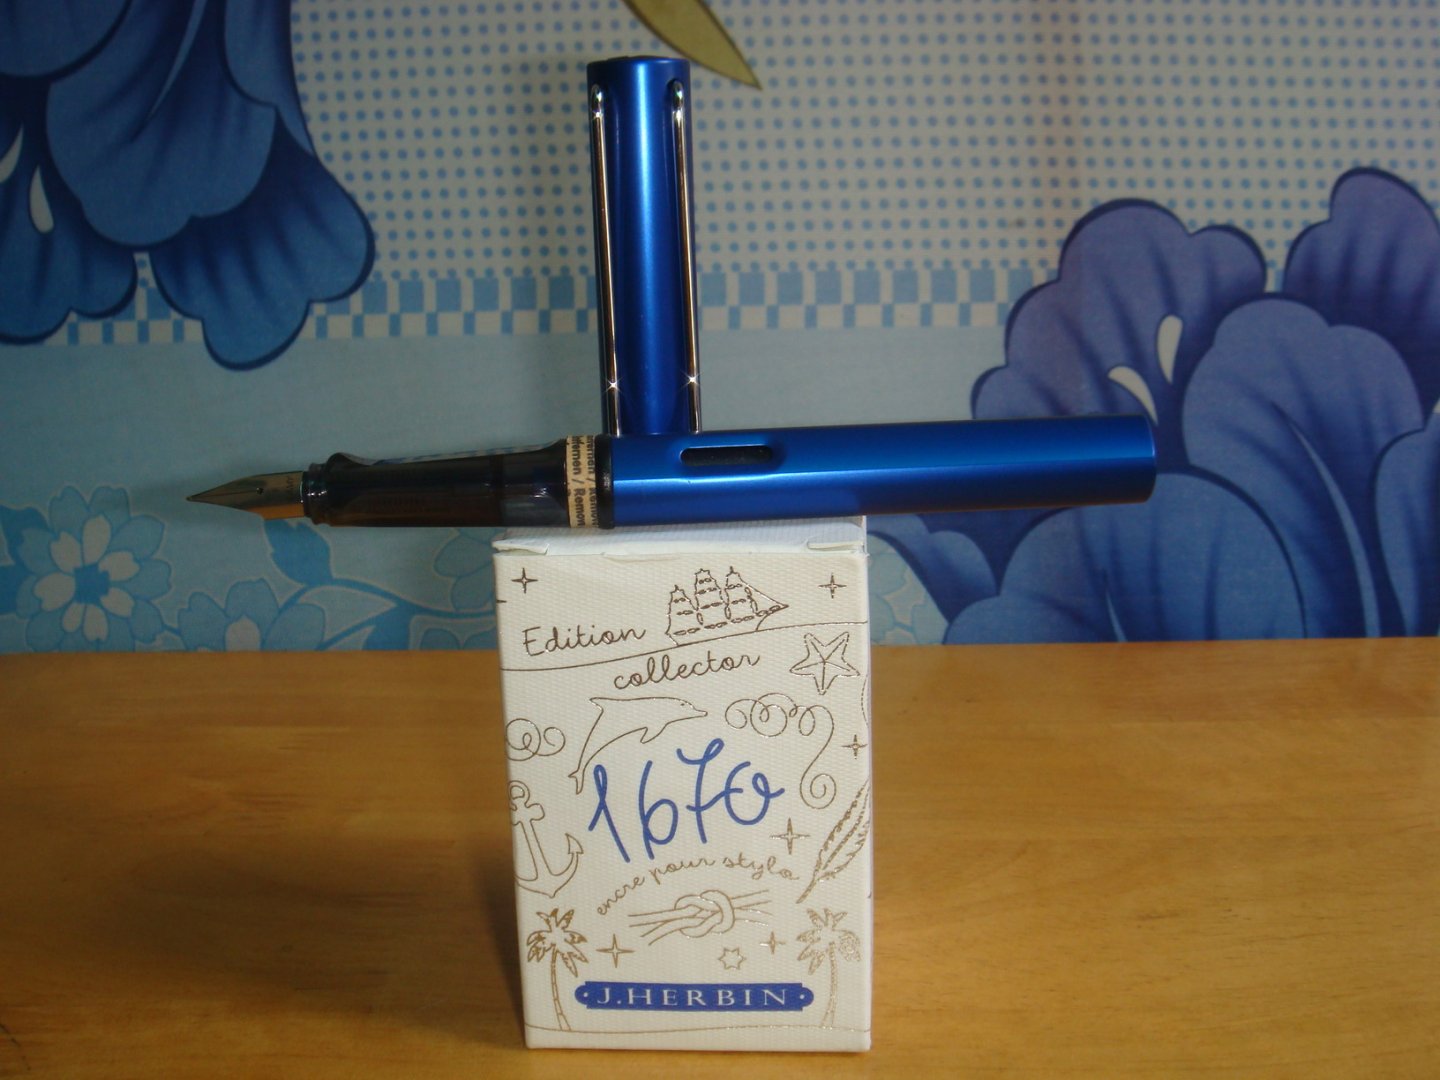 Edition
collector
1670
encre pour stylo
J.HERBIN